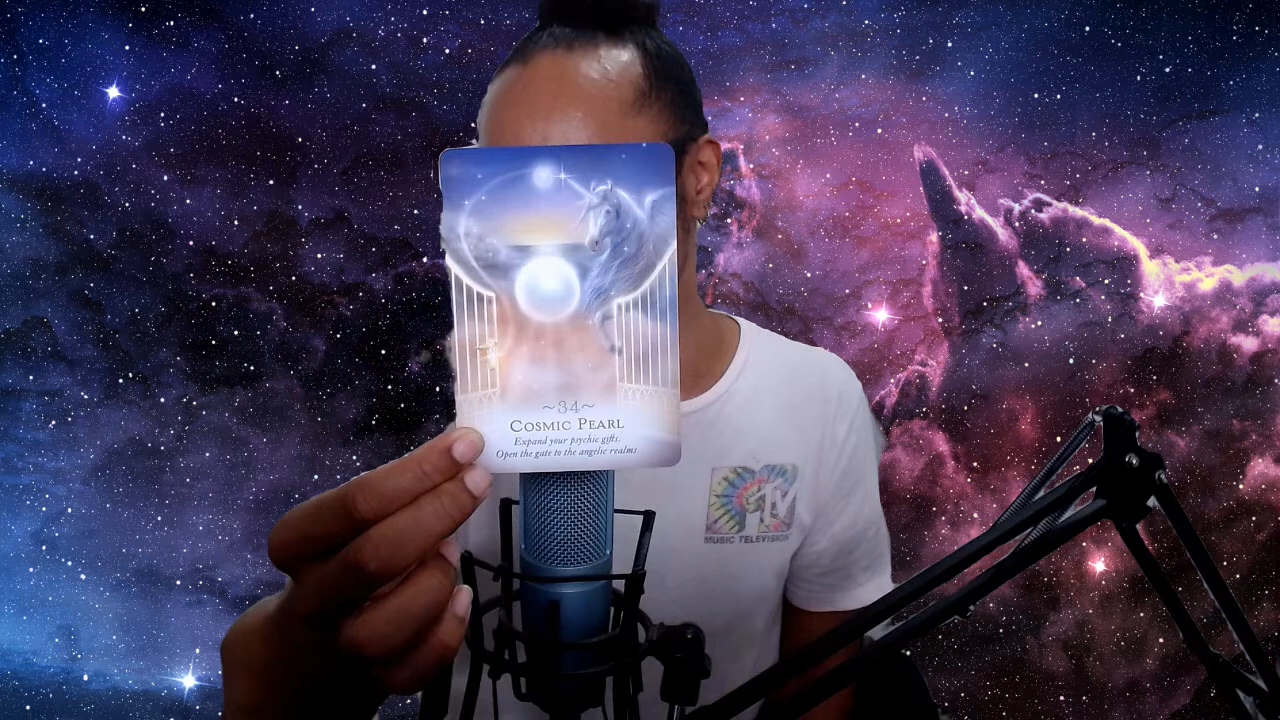 ~34~
COSMIC PEARL
Expand your psychic gifts.
Open the gate to the angelic realms.
MTV
MUSIC TELEVISION